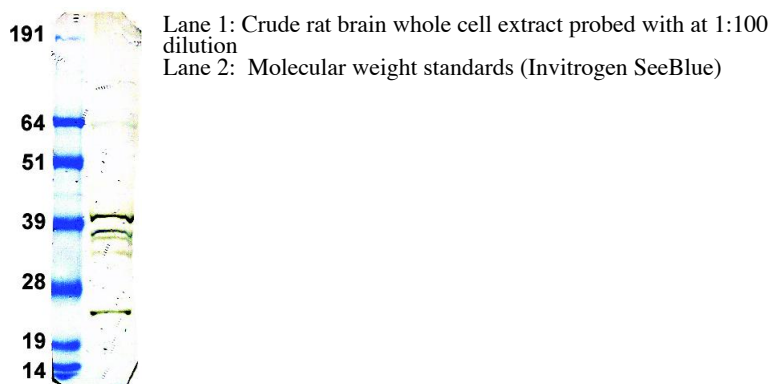 191
64
51
39
28
19
14
Lane 1: Crude rat brain whole cell extract probed with at 1:100
dilution
Lane 2:  Molecular weight standards (Invitrogen SeeBlue)